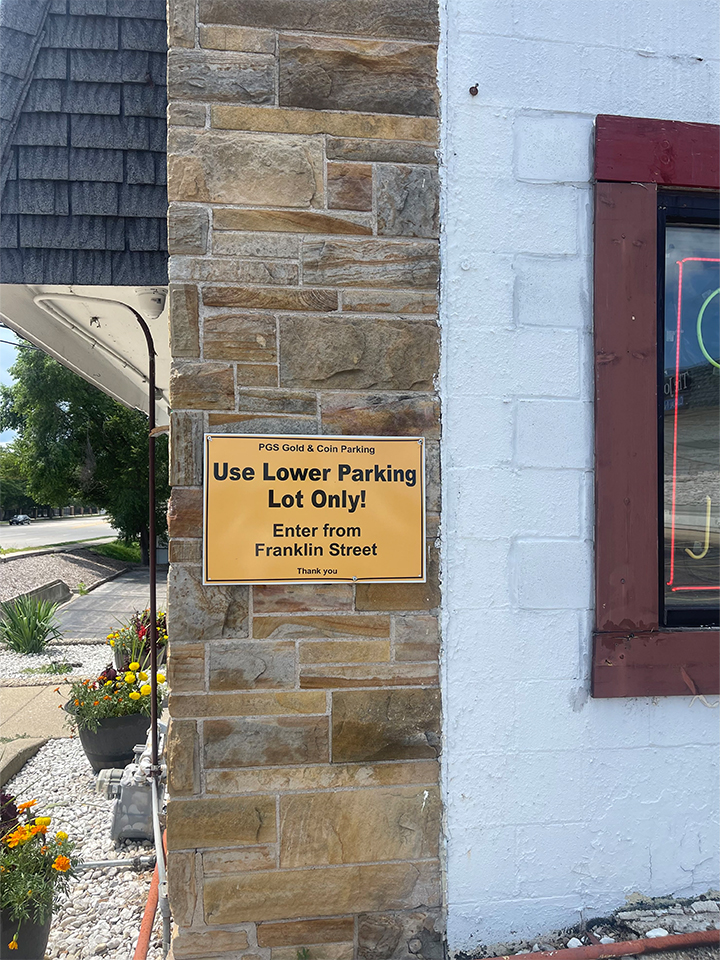 PGS Gold & Coin Parking
Use Lower Parking
Lot Only!
Enter from
Franklin Street
Thank you
J